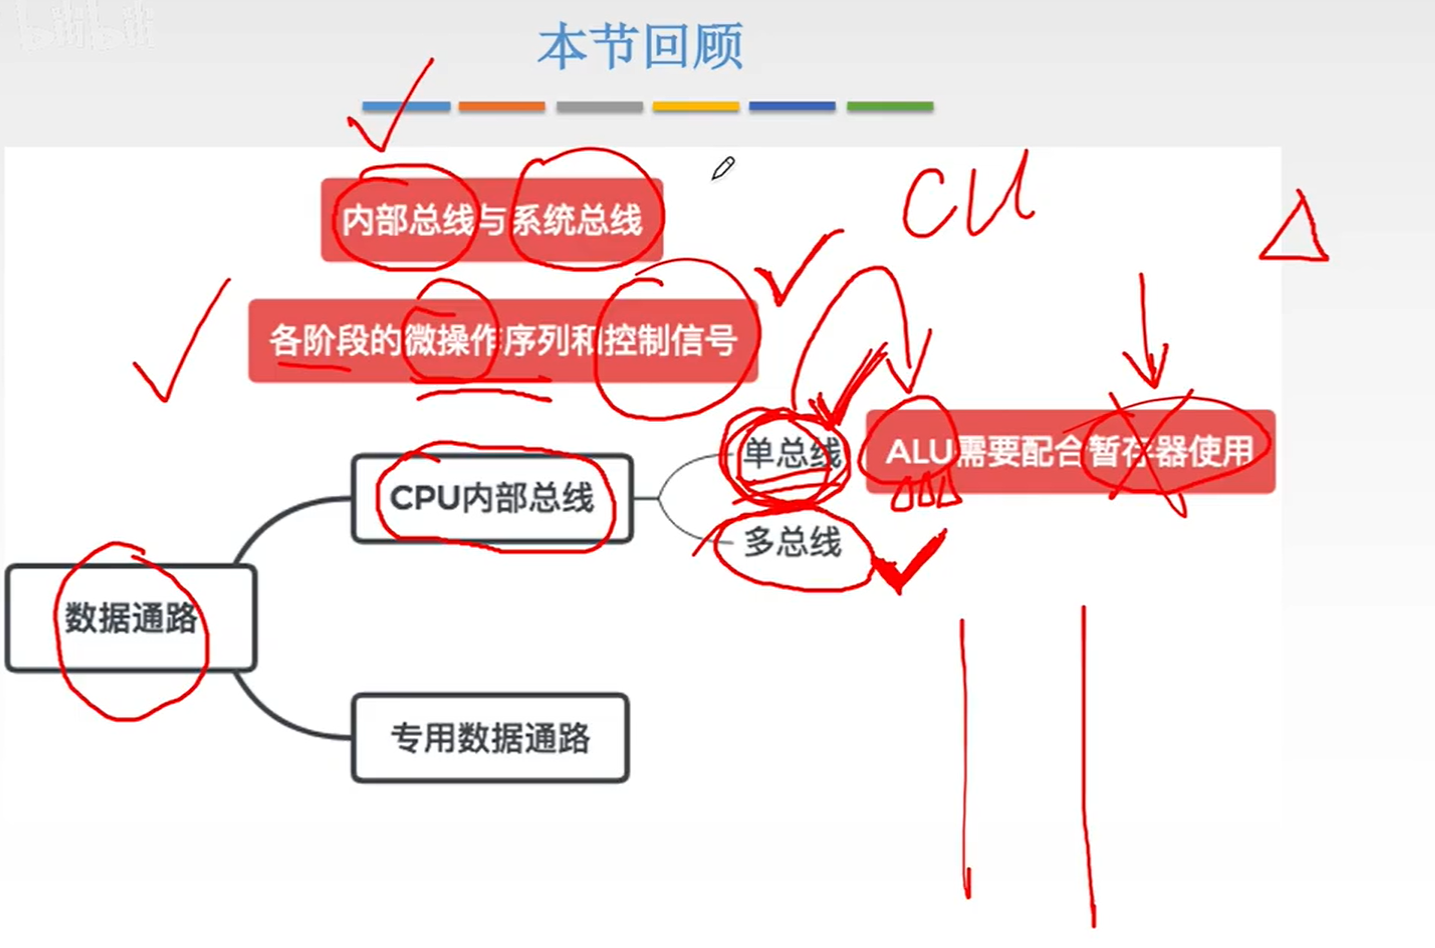 bilibili
本节回顾
CU
内部总线与系统总线
各阶段的微操作序列和控制信号
单总线
ALU需要配合暂存器使用
CPU内部总线
多总线
数据通路
专用数据通路